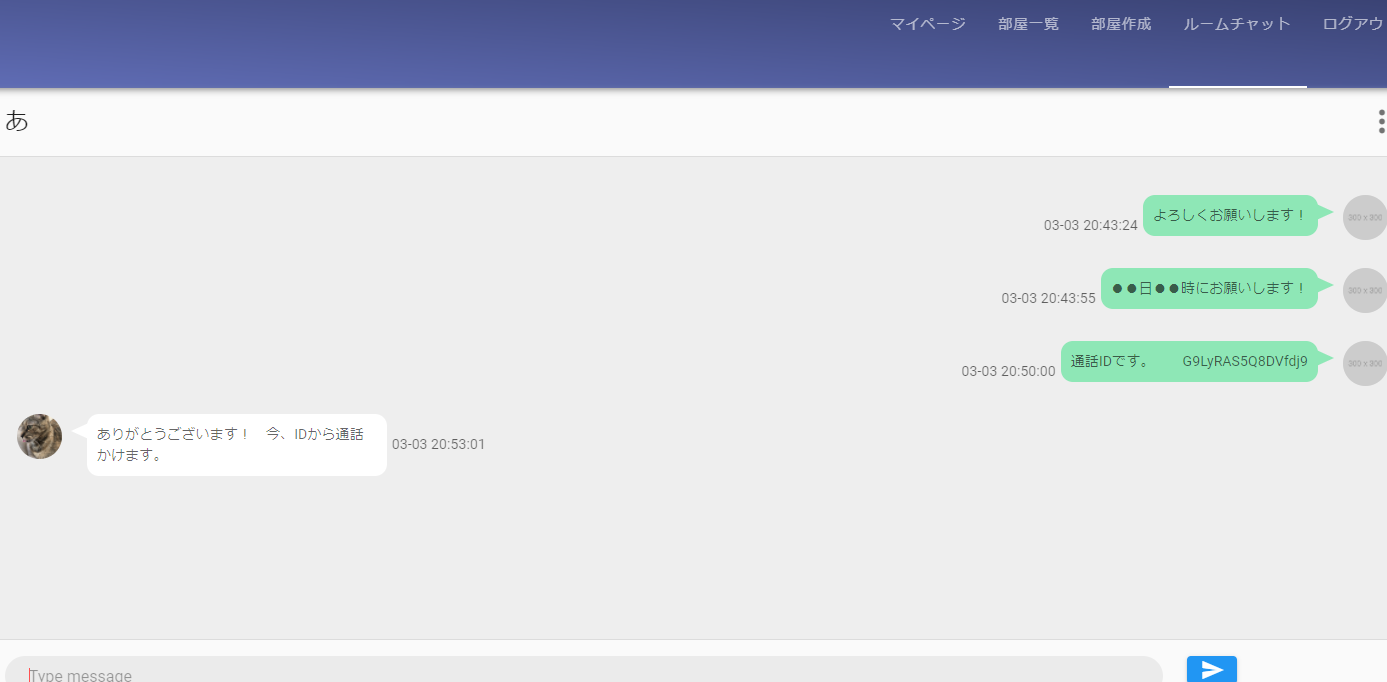 マイページ 部屋一覧 部屋作成 ルームチャット ログアウ
あ
03-03 20:43:24 よろしくお願いします！ 300 x 300
03-03 20:43:55 ●●日●●時にお願いします！ 300 x 300
03-03 20:50:00 通話IDです。　　G9LyRAS5Q8DVfdj9 300 x 300
ありがとうございます！　今、IDから通話
かけます。
03-03 20:53:01
Type message